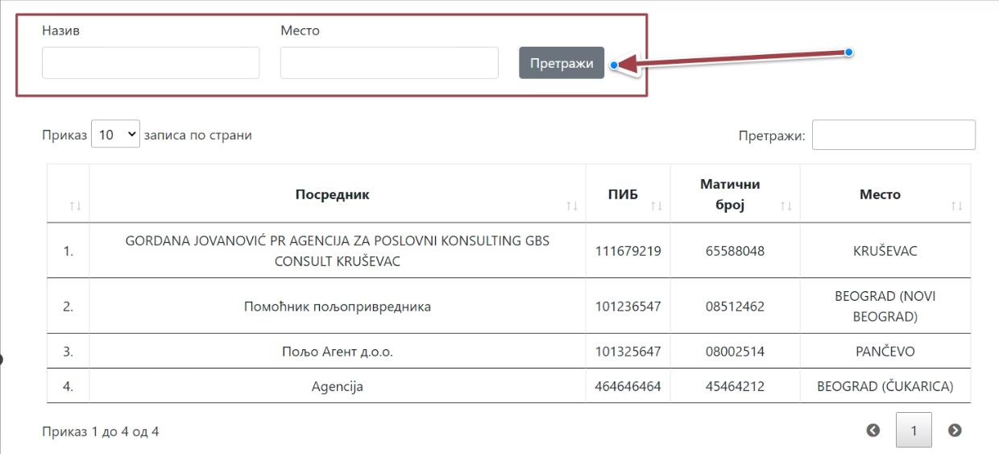 Назив Место
Претражи
Приказ 10 записа по страни Претражи:
Посредник ПИБ Матични број Место
1. GORDANA JOVANOVIĆ PR AGENCIJA ZA POSLOVNI KONSULTING GBS
CONSULT KRUŠEVAC 111679219 65588048 KRUŠEVAC
2. Помоћник пољопривредника 101236547 08512462 BEOGRAD (NOVI
BEOGRAD)
3. Пољо Агент д.о.о. 101325647 08002514 PANČEVO
4. Agencija 464646464 45464212 BEOGRAD (ČUKARICA)
Приказ 1 до 4 од 4 1